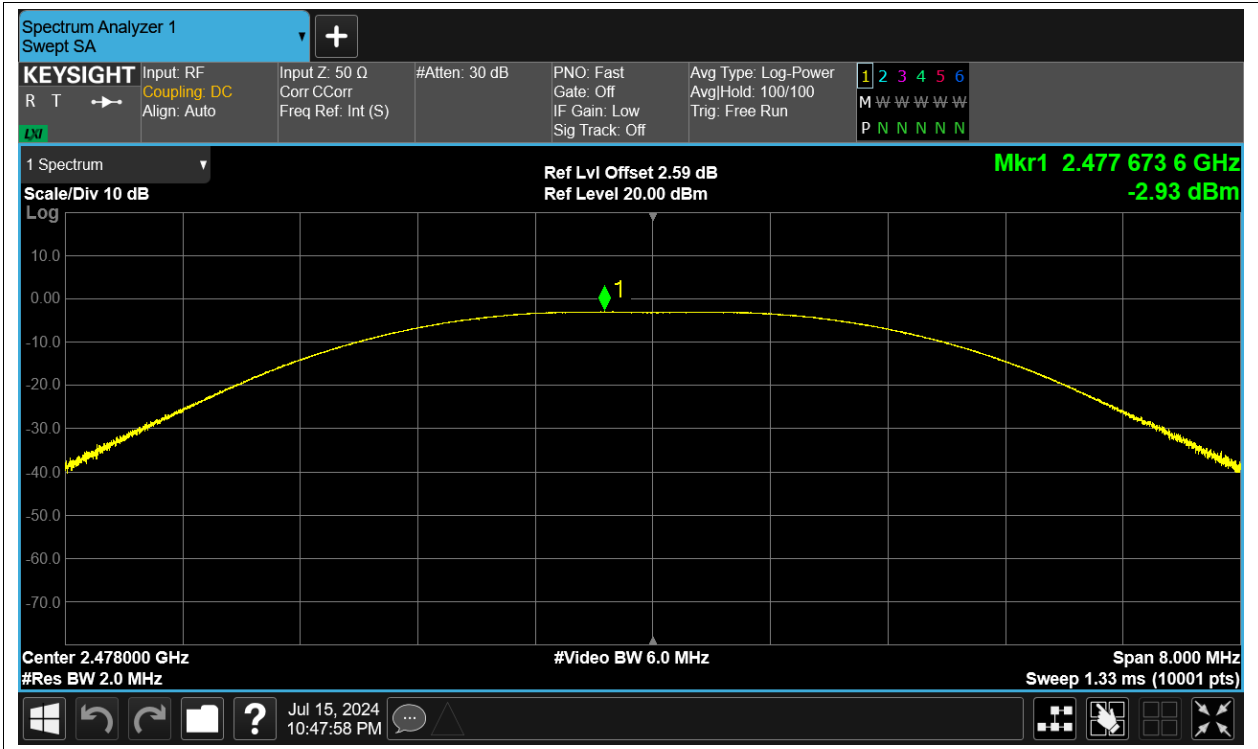 Spectrum Analyzer 1
Swept SA
KEYSIGHT
R T
LXI
Input: RF
Coupling: DC
Align: Auto
Input Z: 50 Ω
Corr CCorr
Freq Ref: Int (S)
#Atten: 30 dB
PNO: Fast
Gate: Off
IF Gain: Low
Sig Track: Off
Avg Type: Log-Power
Avg|Hold: 100/100
Trig: Free Run
1 2 3 4 5 6
M W W W W W W
P N N N N N N
1 Spectrum
Scale/Div 10 dB
Log
Ref Lvl Offset 2.59 dB
Ref Level 20.00 dBm
Mkr1 2.477 673 6 GHz
-2.93 dBm
10.0
0.00
-10.0
-20.0
-30.0
-40.0
-50.0
-60.0
-70.0
1
Center 2.478000 GHz
#Res BW 2.0 MHz
#Video BW 6.0 MHz
Span 8.000 MHz
Sweep 1.33 ms (10001 pts)
?
Jul 15, 2024
10:47:58 PM